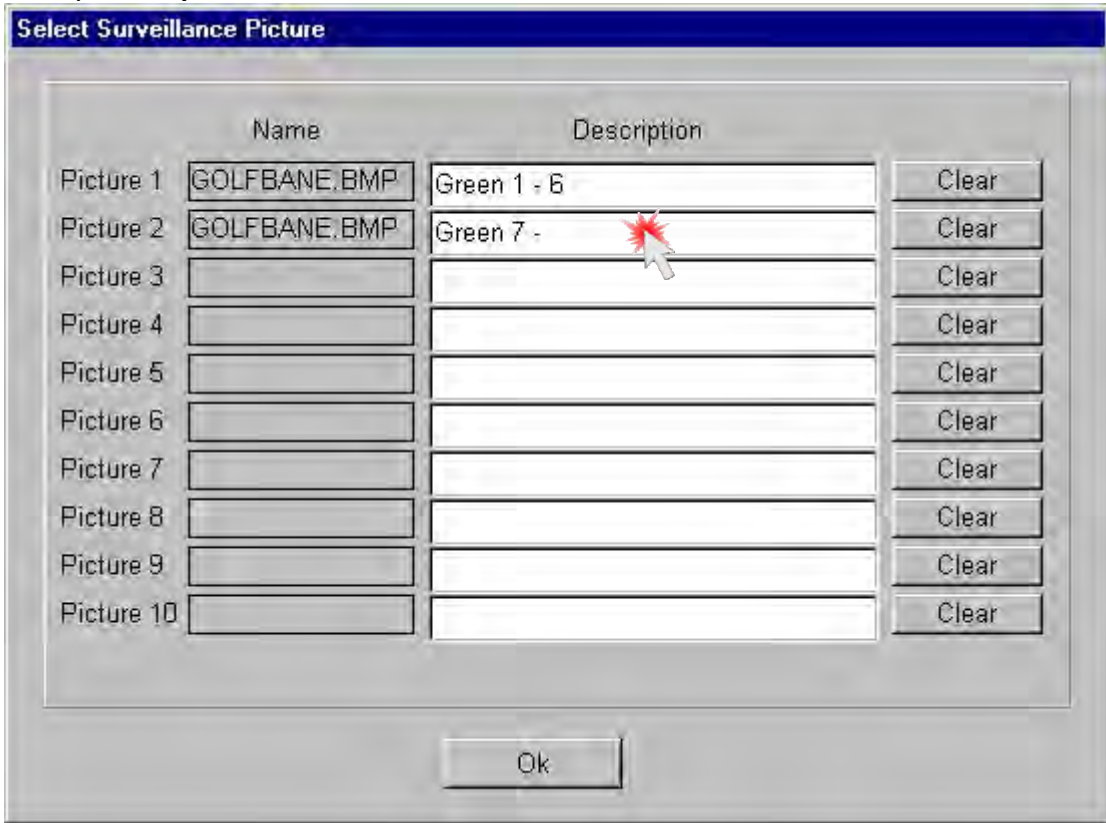 Select Surveillance Picture
Name Description
Picture 1 GOLFBANE.BMP Green 1 - 6 Clear
Picture 2 GOLFBANE.BMP Green 7 - Clear
Picture 3 Clear
Picture 4 Clear
Picture 5 Clear
Picture 6 Clear
Picture 7 Clear
Picture 8 Clear
Picture 9 Clear
Picture 10 Clear
Ok